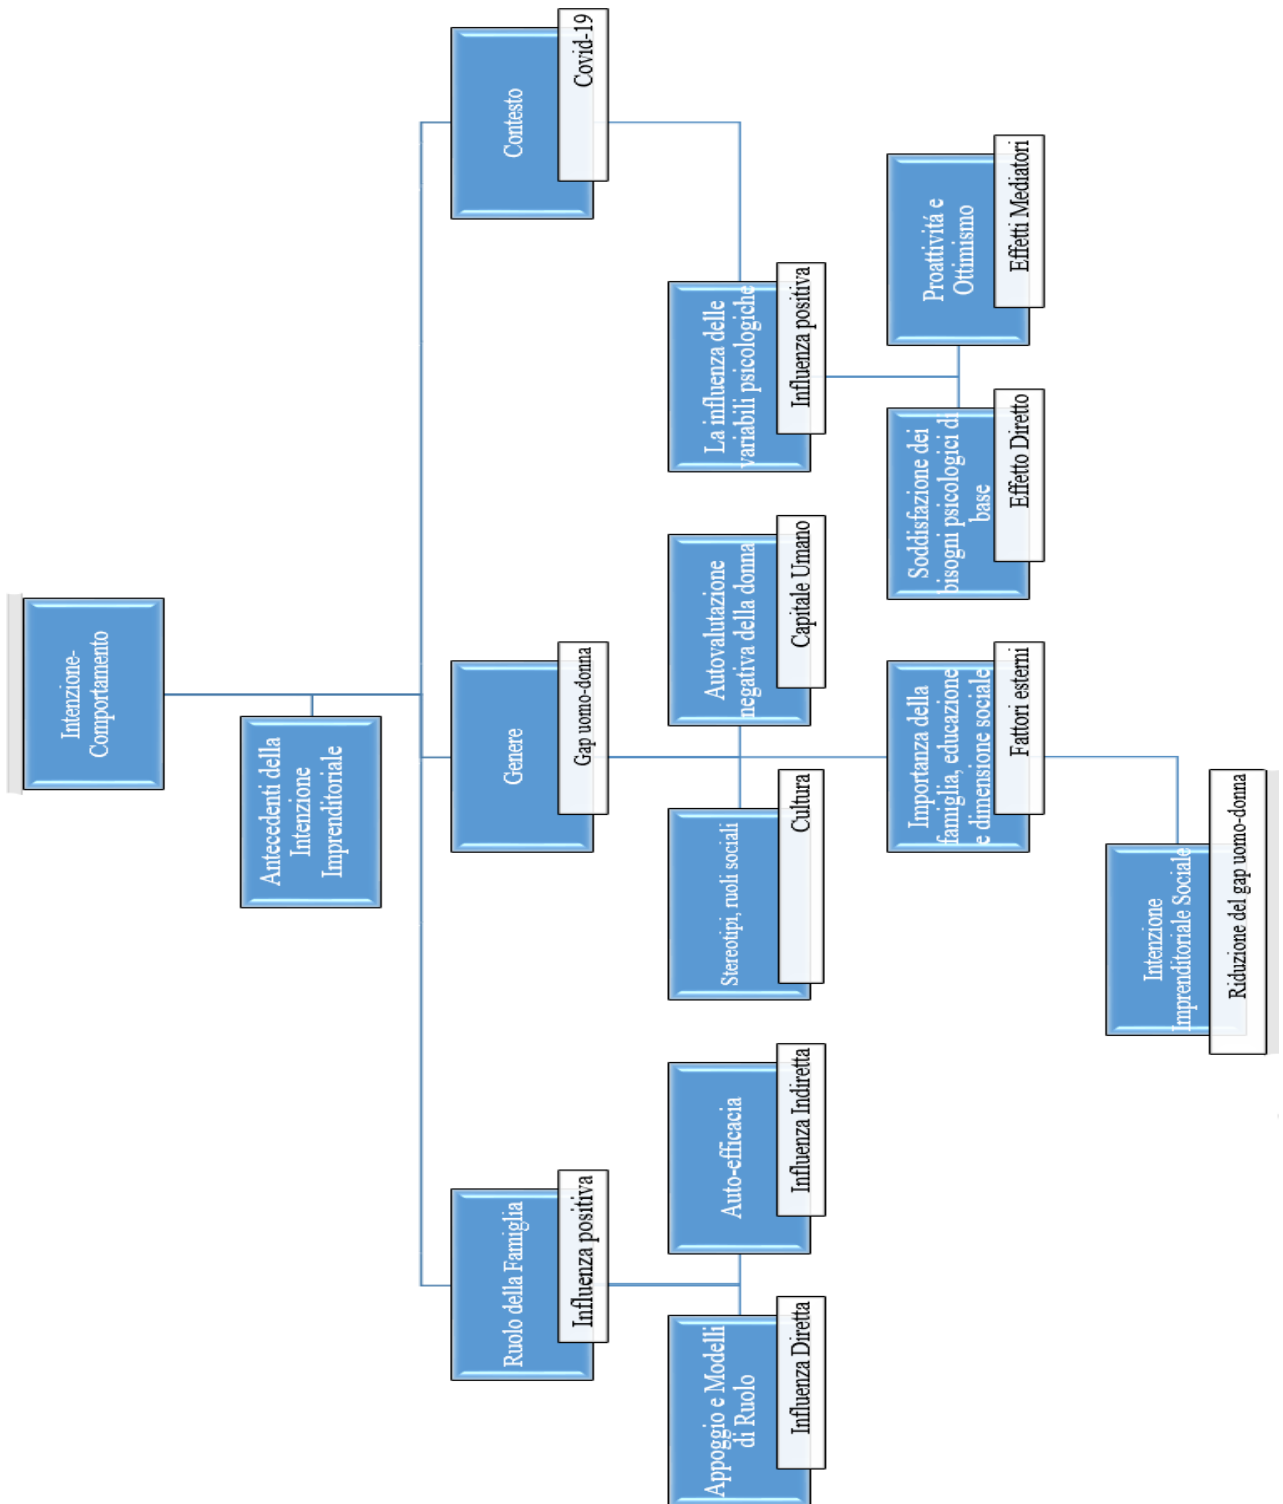 Intenzione-
Comportamento
Antecedenti della
Intenzione
Imprenditoriale
Ruolo della Famiglia
Influenza positiva
Genere
Gap uomo-donna
Contesto
Covid-19
Appoggio e Modelli
di Ruolo
Influenza Diretta
Auto-efficacia
Influenza Indiretta
Stereotipi, ruoli sociali
Cultura
Autovalutazione
negativa della donna
Capitale Umano
La influenza delle
variabili psicologiche
Influenza positiva
Importanza della
famiglia, educazione
e dimensione sociale
Fattori esterni
Soddisfazione dei
bisogni psicologici di
base
Effetto Diretto
Proattivitá e
Ottimismo
Effetti Mediatori
Intenzione
Imprenditoriale Sociale
Riduzione del gap uomo-donna